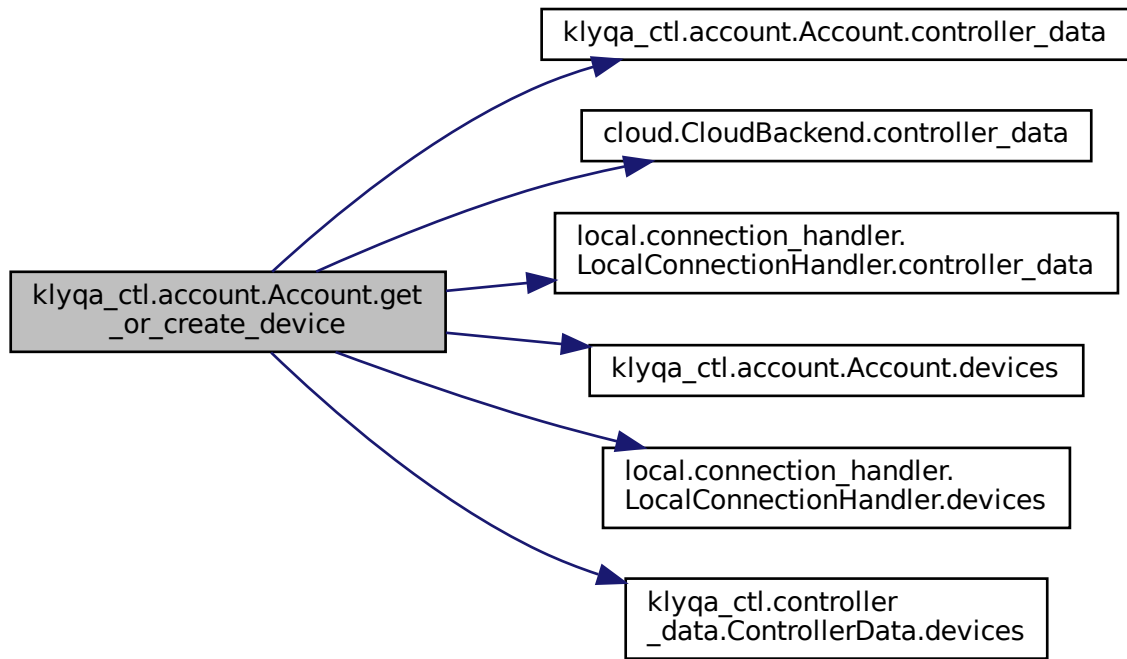 klyqa_ctl.account.Account.controller_data
cloud.CloudBackend.controller_data
local.connection_handler.
LocalConnectionHandler.controller_data
klyqa_ctl.account.Account.get
_or_create_device
klyqa_ctl.account.Account.devices
local.connection_handler.
LocalConnectionHandler.devices
klyqa_ctl.controller
_data.ControllerData.devices